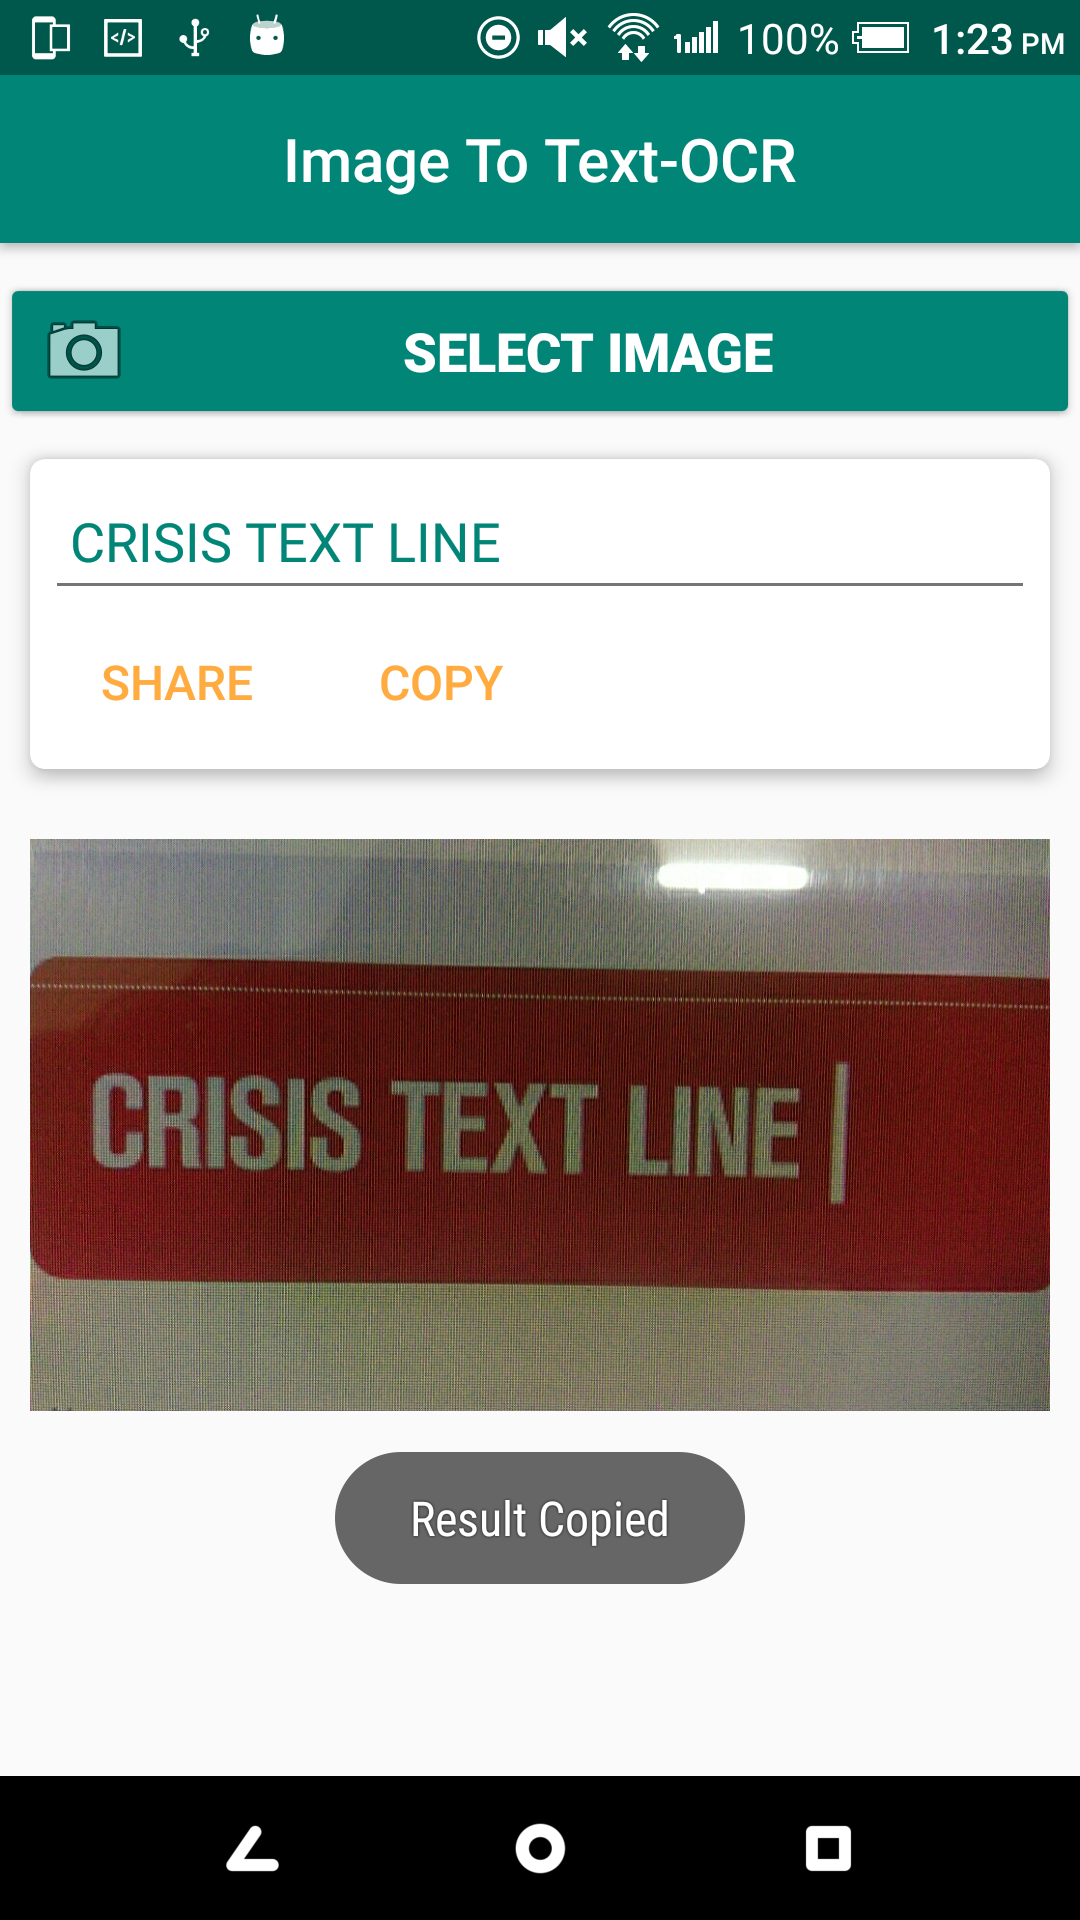 100% 1:23 PM
Image To Text-OCR
SELECT IMAGE
CRISIS TEXT LINE
SHARE COPY
CRISIS TEXT LINE |
Result Copied